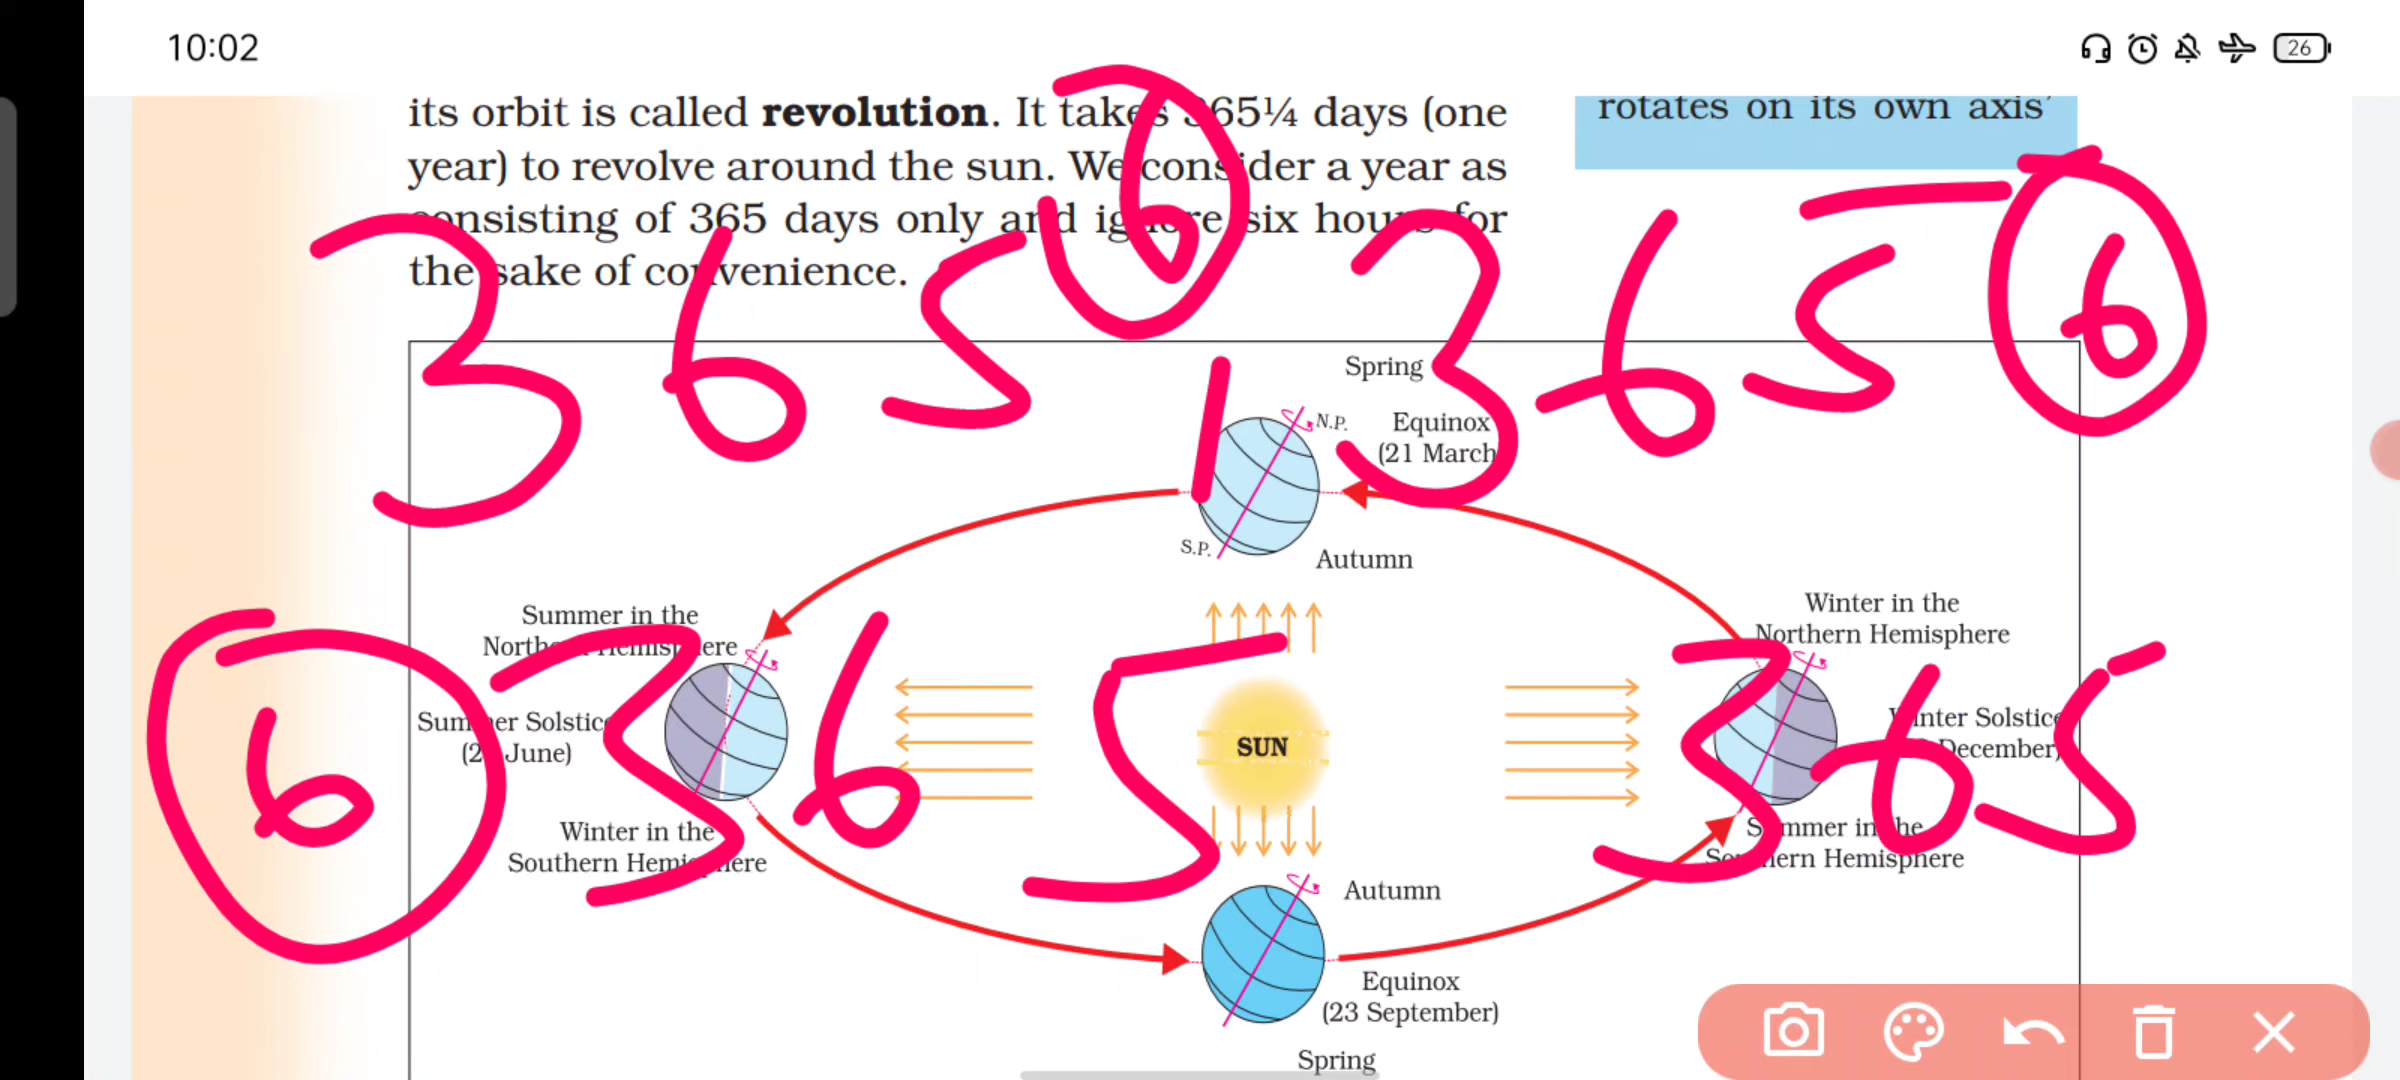 10:02
26
its orbit is called revolution. It takes 365¼ days (one
year) to revolve around the sun. We consider a year as
consisting of 365 days only and ignore six hours for
the sake of convenience.
rotates on its own axis'
365 6
1
365 6
Spring
N.P.
Equinox
(21 March
S.P.
Autumn
Summer in the
Northern Hemisphere
Summer Solstice
June)
Winter in the
Southern Hemisphere
6 365
SUN
Winter in the
Northern Hemisphere
Winter Solstice
December)
Summer in the
Southern Hemisphere
365
Autumn
Equinox
(23 September)
Spring